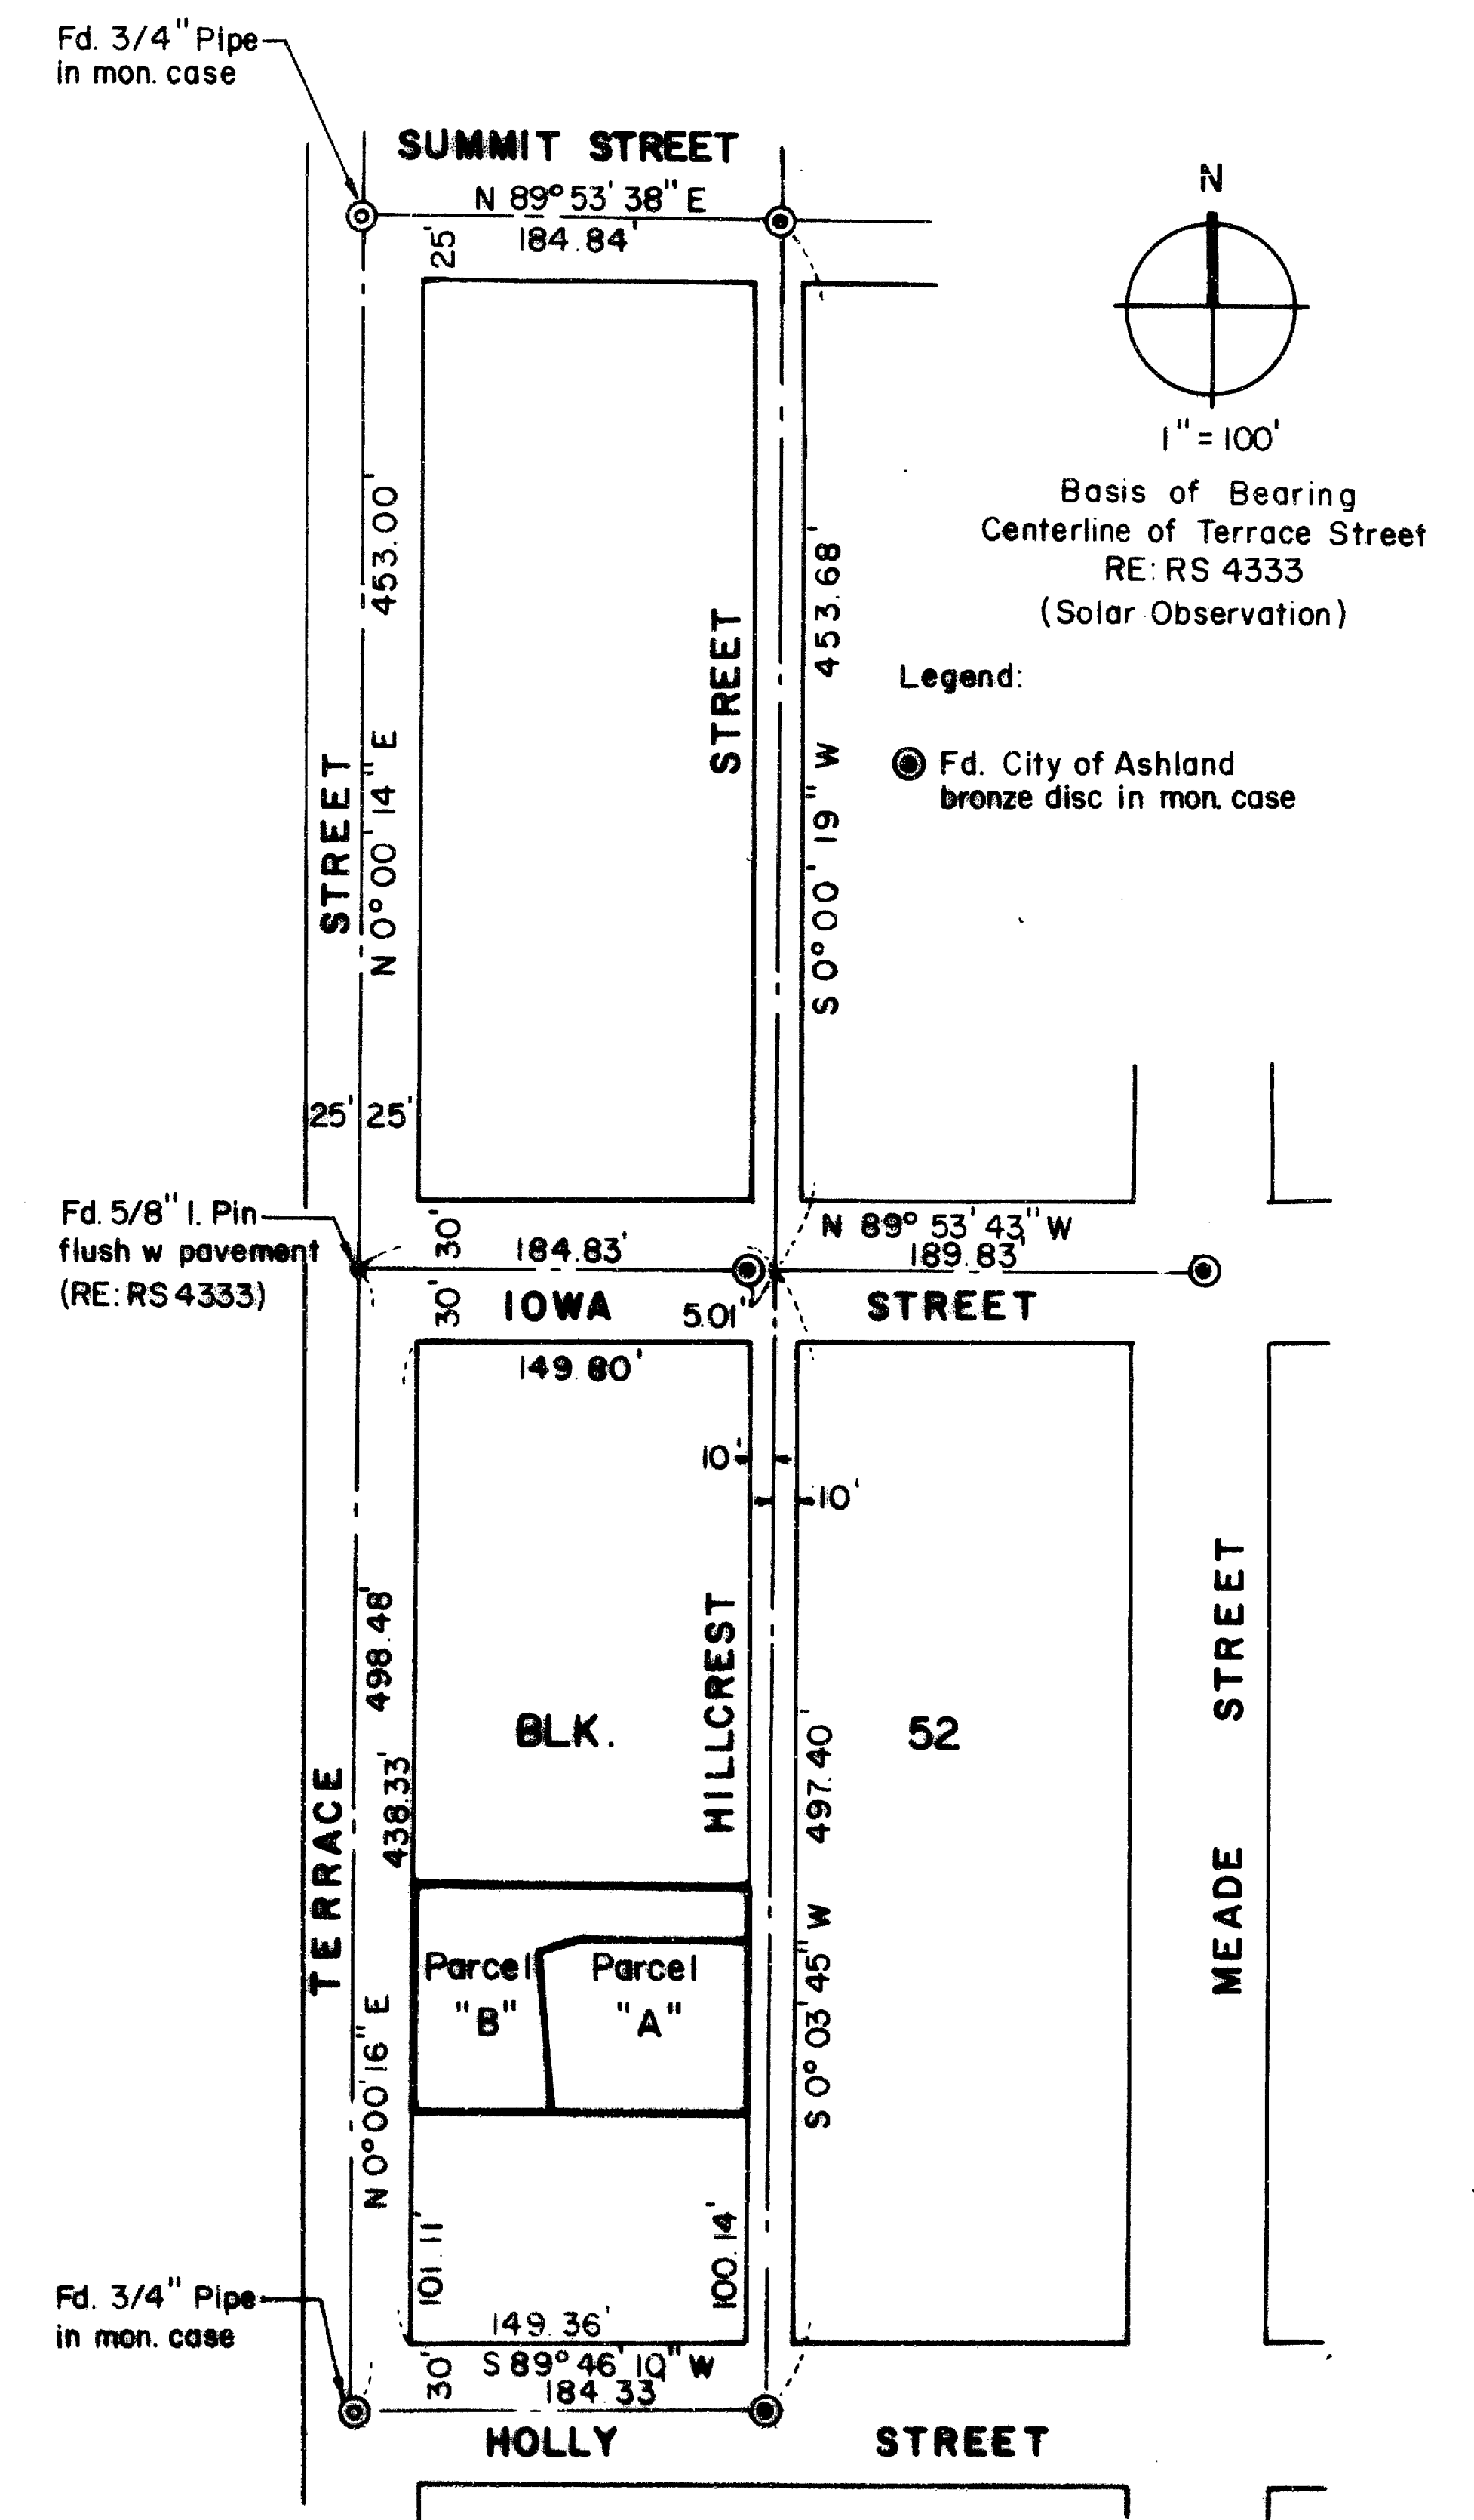 Fd. 3/4" Pipe
in mon. case
SUMMIT STREET
N 89° 53' 38" E
184.84'
25'
N
1" = 100'
Basis of Bearing
Centerline of Terrace Street
RE: RS 4333
(Solar Observation)
Legend:
Fd. City of Ashland
bronze disc in mon. case
453.00'
N 0° 00' 14" E
STREET
STREET
453.68'
S 0° 00' 19" W
25' 25'
Fd. 5/8" I. Pin
flush w pavement
(RE: RS 4333)
30'
30'
184.83'
N 89° 53' 43" W
189.83'
IOWA STREET
5.01'
149.80'
10'
10'
498.48'
438.33'
HILLCREST
BLK. 52
497.40'
S 0° 03' 45" W
MEADE STREET
TERRACE
N 0° 00' 16" E
Parcel
"B"
Parcel
"A"
101.11'
100.14'
Fd. 3/4" Pipe
in mon. case
149.36'
30'
S 89° 46' 10" W
184.33'
HOLLY STREET